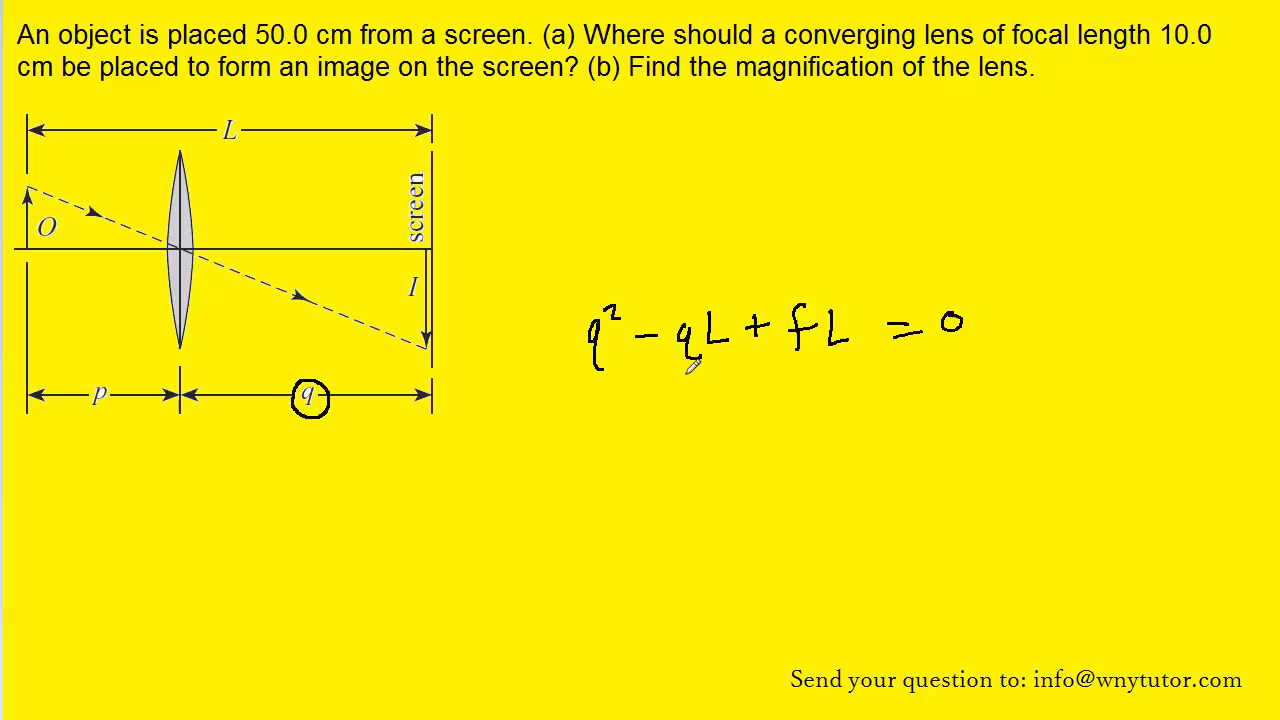 An object is placed 50.0 cm from a screen. (a) Where should a converging lens of focal length 10.0
cm be placed to form an image on the screen? (b) Find the magnification of the lens.
L
screen
O
I
q² - qL + fL = 0
p
q
Send your question to: info@wnytutor.com